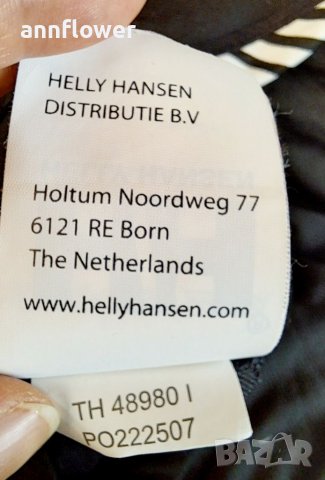 annflower
HELLY HANSEN
DISTRIBUTIE B.V
Holtum Noordweg 77
6121 RE Born
The Netherlands
www.hellyhansen.com
TH 48980 I
PO222507
BAZAR